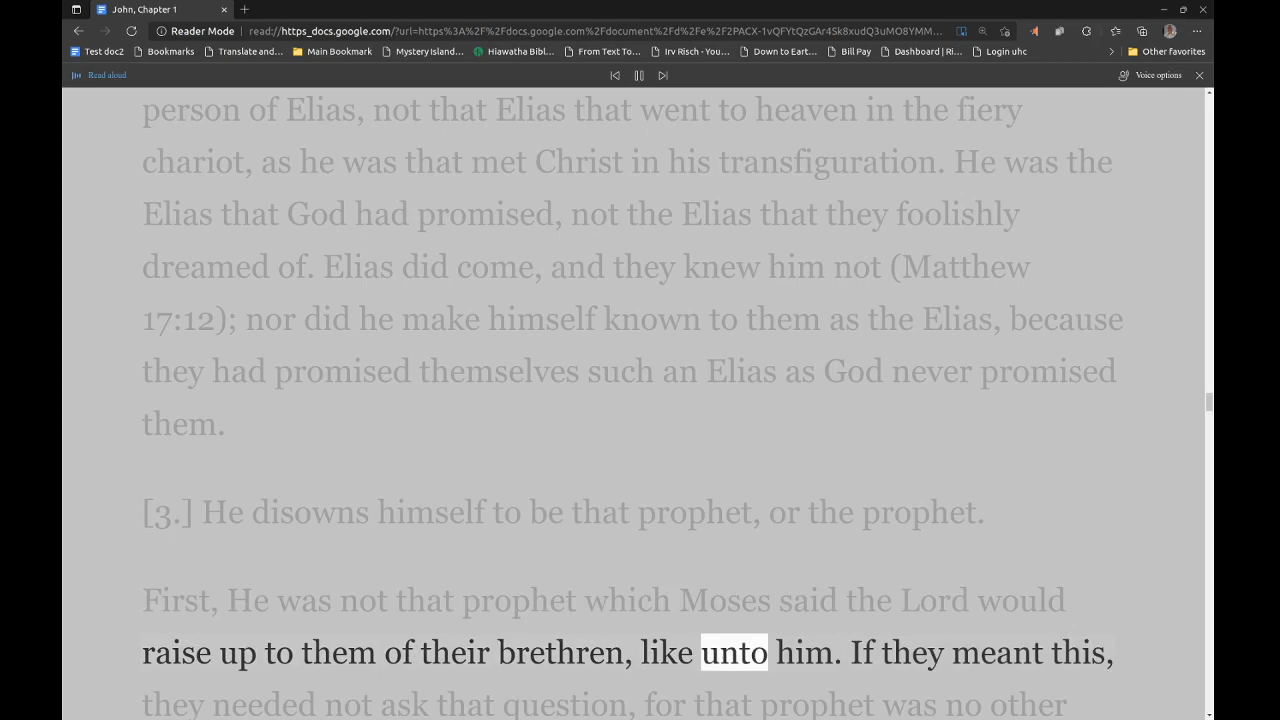 John, Chapter 1
Reader Mode read://https_docs.google.com/?url=https%3A%2F%2Fdocs.google.com%2Fdocument%2Fd%2Fe%2F2PACX-1vQFYtQzGAr4Sk8xudQ3uMO8YMM...
Test doc2 Bookmarks Translate and... Main Bookmark Mystery Island... Hiawatha Bibl... From Text To... Irv Risch - You... Down to Eart... Bill Pay Dashboard | Ri... Login uhc Other favorites
Read aloud Voice options
person of Elias, not that Elias that went to heaven in the fiery
chariot, as he was that met Christ in his transfiguration. He was the
Elias that God had promised, not the Elias that they foolishly
dreamed of. Elias did come, and they knew him not (Matthew
17:12); nor did he make himself known to them as the Elias, because
they had promised themselves such an Elias as God never promised
them.
[3.] He disowns himself to be that prophet, or the prophet.
First, He was not that prophet which Moses said the Lord would
raise up to them of their brethren, like unto him. If they meant this,
they needed not ask that question, for that prophet was no other